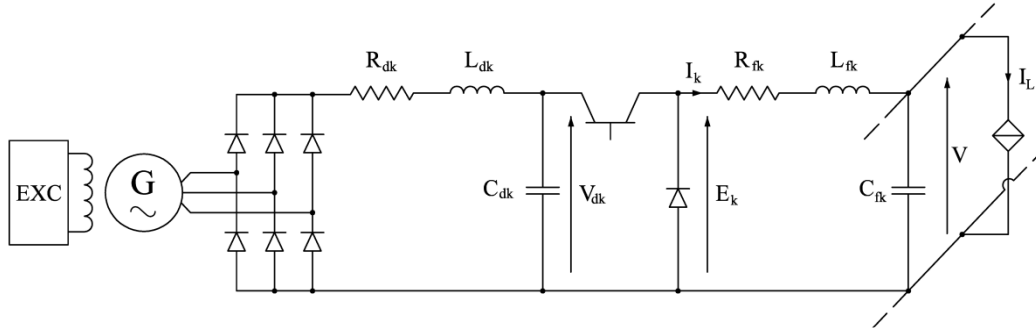 EXC
G
R_dk
L_dk
C_dk
V_dk
I_k
E_k
R_fk
L_fk
C_fk
V
I_L